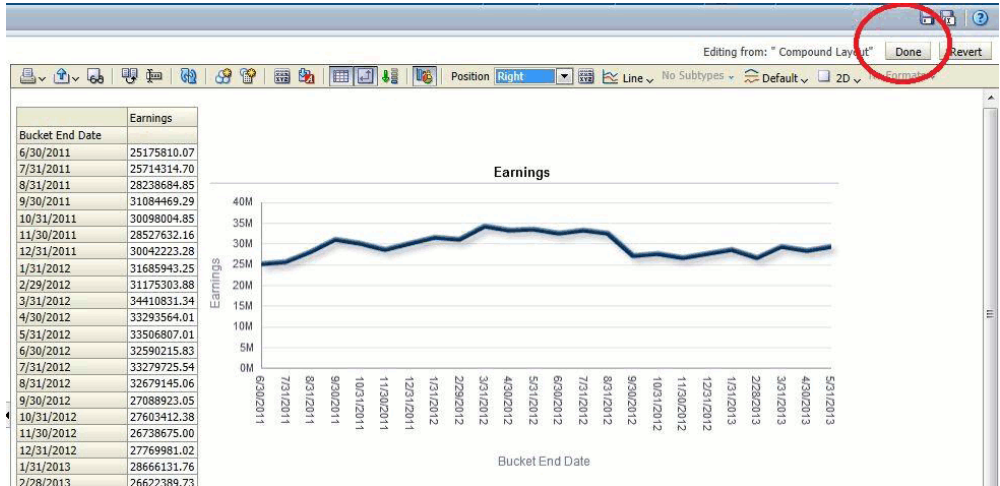 Editing from: " Compound Layout" Done Revert
Position Right Line No Subtypes Default 2D
Earnings
Bucket End Date
6/30/2011 25175810.07
7/31/2011 25714314.70
8/31/2011 28238684.85
9/30/2011 31084469.29
10/31/2011 30098004.85
11/30/2011 28527632.16
12/31/2011 30042223.28
1/31/2012 31685943.25
2/29/2012 31175303.88
3/31/2012 34410831.34
4/30/2012 33293564.01
5/31/2012 33506807.01
6/30/2012 32590215.83
7/31/2012 33279725.54
8/31/2012 32679145.06
9/30/2012 27088923.05
10/31/2012 27603412.38
11/30/2012 26738675.00
12/31/2012 27769981.02
1/31/2013 28666131.76
2/28/2013 26622389.73
Earnings
40M
35M
30M
25M
20M
15M
10M
5M
0M
Earnings
6/30/2011
7/31/2011
8/31/2011
9/30/2011
10/31/2011
11/30/2011
12/31/2011
1/31/2012
2/29/2012
3/31/2012
4/30/2012
5/31/2012
6/30/2012
7/31/2012
8/31/2012
9/30/2012
10/31/2012
11/30/2012
12/31/2012
1/31/2013
2/28/2013
3/31/2013
4/30/2013
5/31/2013
Bucket End Date